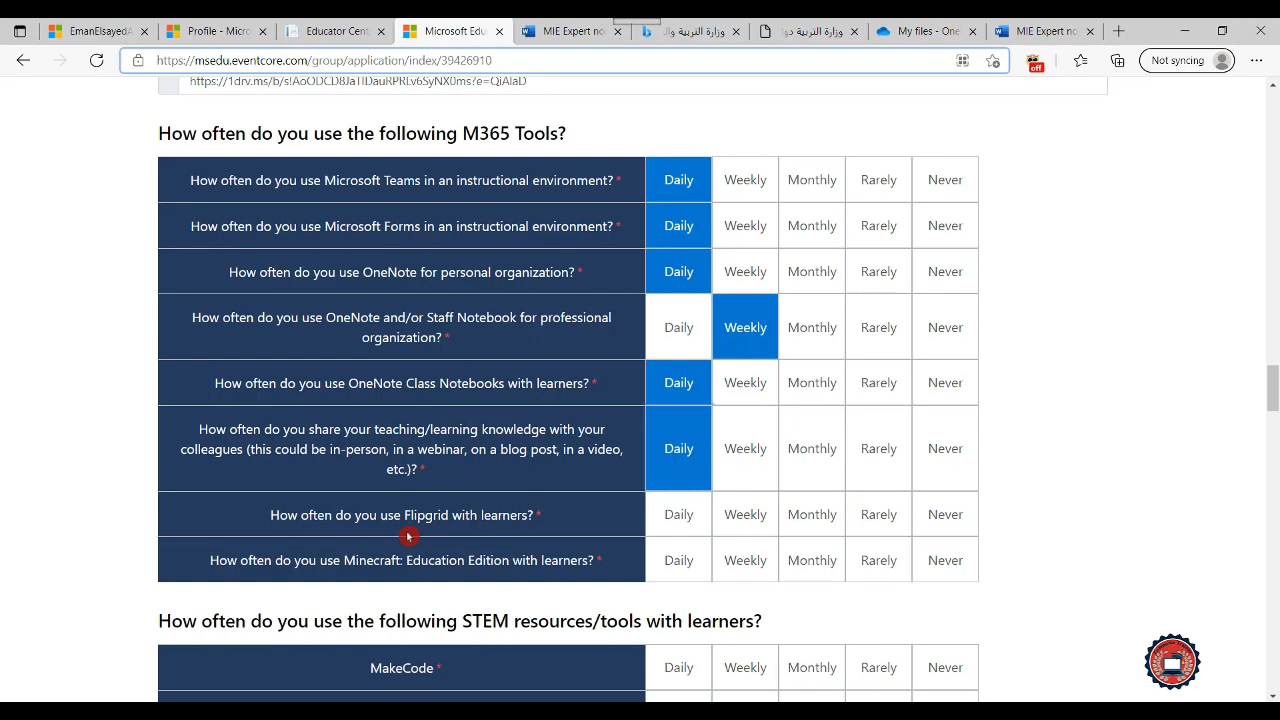 EmanElsayedA
Profile - Micro
Educator Cent
Microsoft Edu
MIE Expert no
وزارة التربية وال
وزارة التربية دوا
My files - One
MIE Expert no
https://msedu.eventcore.com/group/application/index/39426910
off
Not syncing
How often do you use the following M365 Tools?
How often do you use Microsoft Teams in an instructional environment? * Daily Weekly Monthly Rarely Never
How often do you use Microsoft Forms in an instructional environment? * Daily Weekly Monthly Rarely Never
How often do you use OneNote for personal organization? * Daily Weekly Monthly Rarely Never
How often do you use OneNote and/or Staff Notebook for professional
organization? * Daily Weekly Monthly Rarely Never
How often do you use OneNote Class Notebooks with learners? * Daily Weekly Monthly Rarely Never
How often do you share your teaching/learning knowledge with your
colleagues (this could be in-person, in a webinar, on a blog post, in a video,
etc.)? * Daily Weekly Monthly Rarely Never
How often do you use Flipgrid with learners? * Daily Weekly Monthly Rarely Never
How often do you use Minecraft: Education Edition with learners? * Daily Weekly Monthly Rarely Never
How often do you use the following STEM resources/tools with learners?
MakeCode * Daily Weekly Monthly Rarely Never